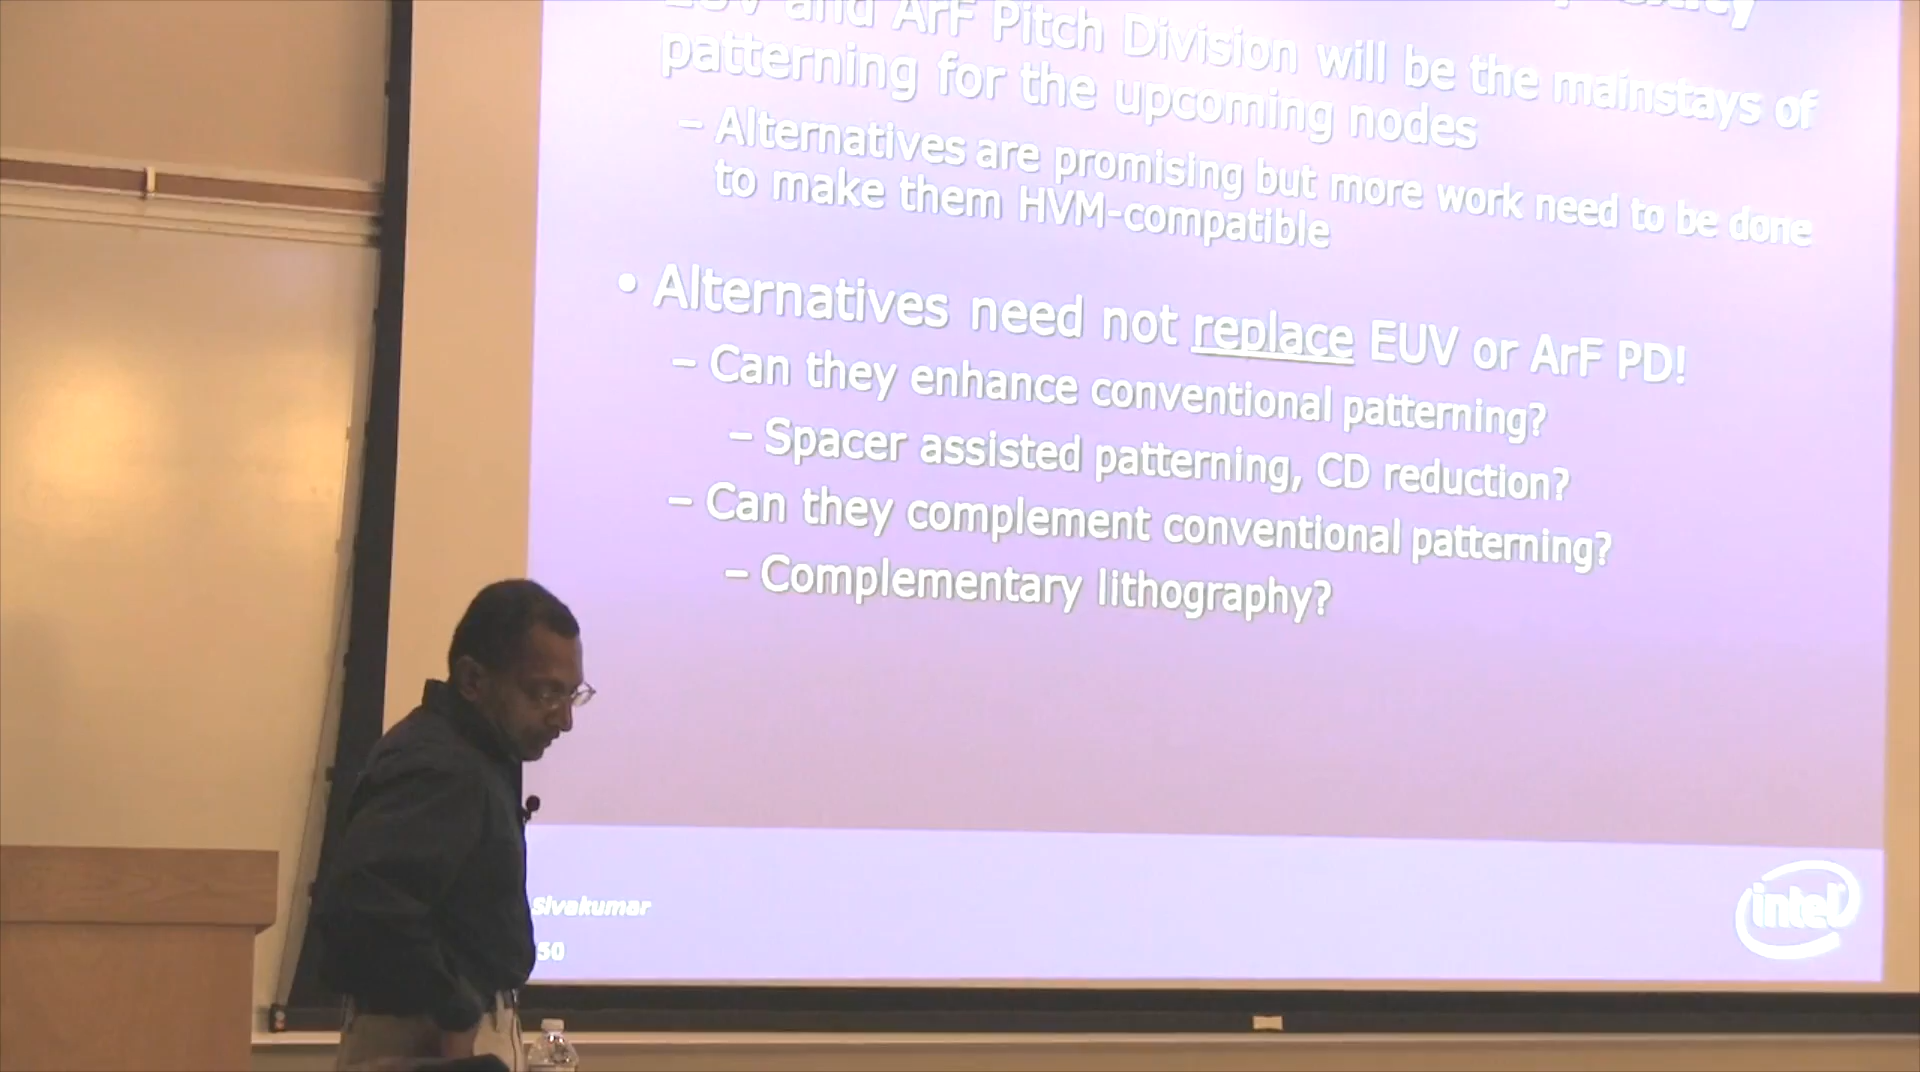 EUV and ArF Pitch Division will be the mainstays of
patterning for the upcoming nodes
– Alternatives are promising but more work need to be done
to make them HVM-compatible
• Alternatives need not replace EUV or ArF PD!
– Can they enhance conventional patterning?
– Spacer assisted patterning, CD reduction?
– Can they complement conventional patterning?
– Complementary lithography?
Sivakumar
50
intel